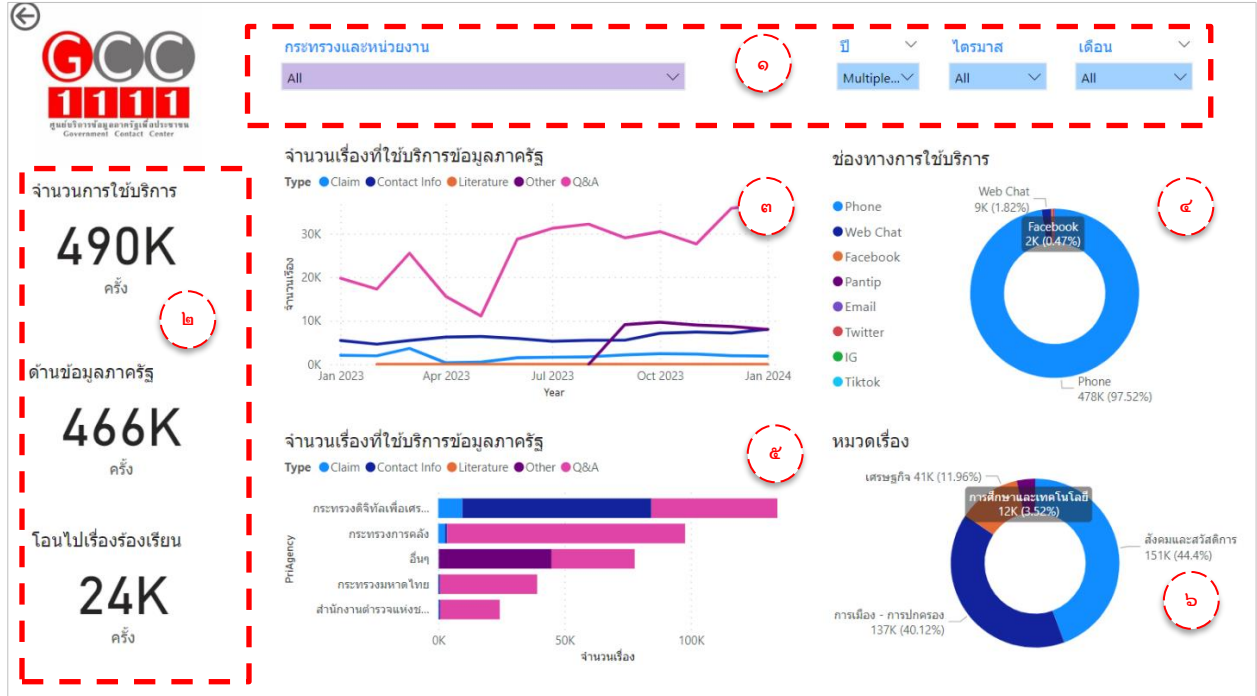 GCC
1111
ศูนย์บริการข้อมูลภาครัฐเพื่อประชาชน
Government Contact Center
กระทรวงและหน่วยงาน
All
๑
ปี
Multiple...
ไตรมาส
All
เดือน
All
จำนวนการใช้บริการ
490K
ครั้ง
๒
ด้านข้อมูลภาครัฐ
466K
ครั้ง
โอนไปเรื่องร้องเรียน
24K
ครั้ง
จำนวนเรื่องที่ใช้บริการข้อมูลภาครัฐ
Type Claim Contact Info Literature Other Q&A
๓
จำนวนเรื่อง
30K
20K
10K
0K
Jan 2023 Apr 2023 Jul 2023 Oct 2023 Jan 2024
Year
ช่องทางการใช้บริการ
Phone
Web Chat
Facebook
Pantip
Email
Twitter
IG
Tiktok
Web Chat
9K (1.82%)
Facebook
2K (0.47%)
Phone
478K (97.52%)
๔
จำนวนเรื่องที่ใช้บริการข้อมูลภาครัฐ
Type Claim Contact Info Literature Other Q&A
๕
PriAgency
กระทรวงดิจิทัลเพื่อเศร...
กระทรวงการคลัง
อื่นๆ
กระทรวงมหาดไทย
สำนักงานตำรวจแห่งช...
0K 50K 100K
จำนวนเรื่อง
หมวดเรื่อง
เศรษฐกิจ 41K (11.96%)
การศึกษาและเทคโนโลยี
12K (3.52%)
สังคมและสวัสดิการ
151K (44.4%)
การเมือง - การปกครอง
137K (40.12%)
๖